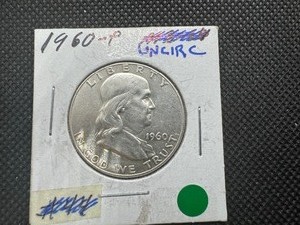 1960-P
UNCIRC
LIBERTY
1960
IN GOD WE TRUST